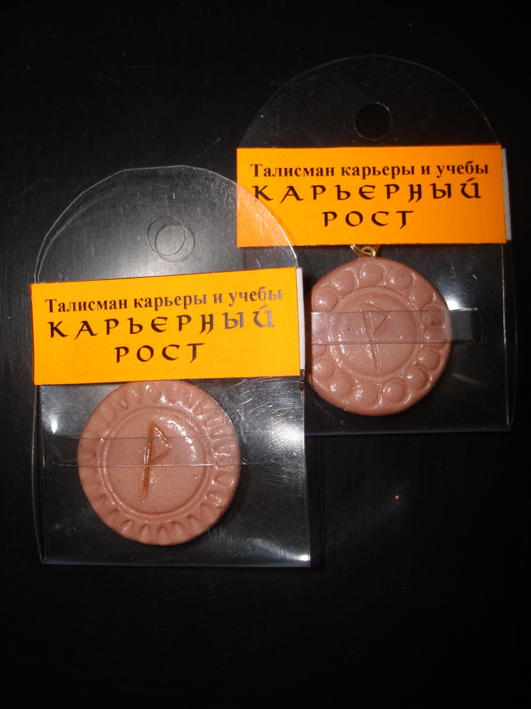 Талисман карьеры и учебы
КАРЬЕРНЫЙ
РОСТ
Талисман карьеры и учебы
КАРЬЕРНЫЙ
РОСТ